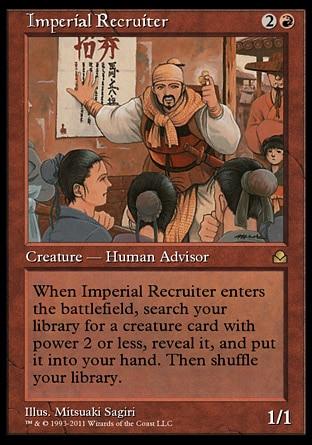 Imperial Recruiter 2
Creature — Human Advisor
When Imperial Recruiter enters
the battlefield, search your
library for a creature card with
power 2 or less, reveal it, and put
it into your hand. Then shuffle
your library.
Illus. Mitsuaki Sagiri
™ & © 1993-2011 Wizards of the Coast LLC
1/1